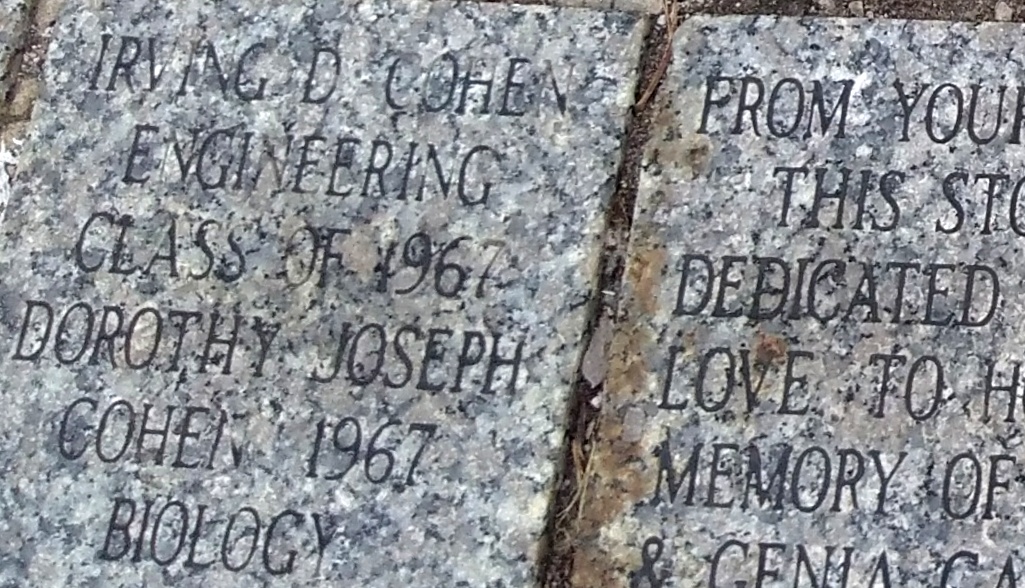 IRVING D COHEN
ENGINEERING
CLASS OF 1967
DOROTHY JOSEPH
COHEN 1967
BIOLOGY
FROM YOUR
THIS
DEDICATED
LOVE TO
MEMORY OF
& GENIA